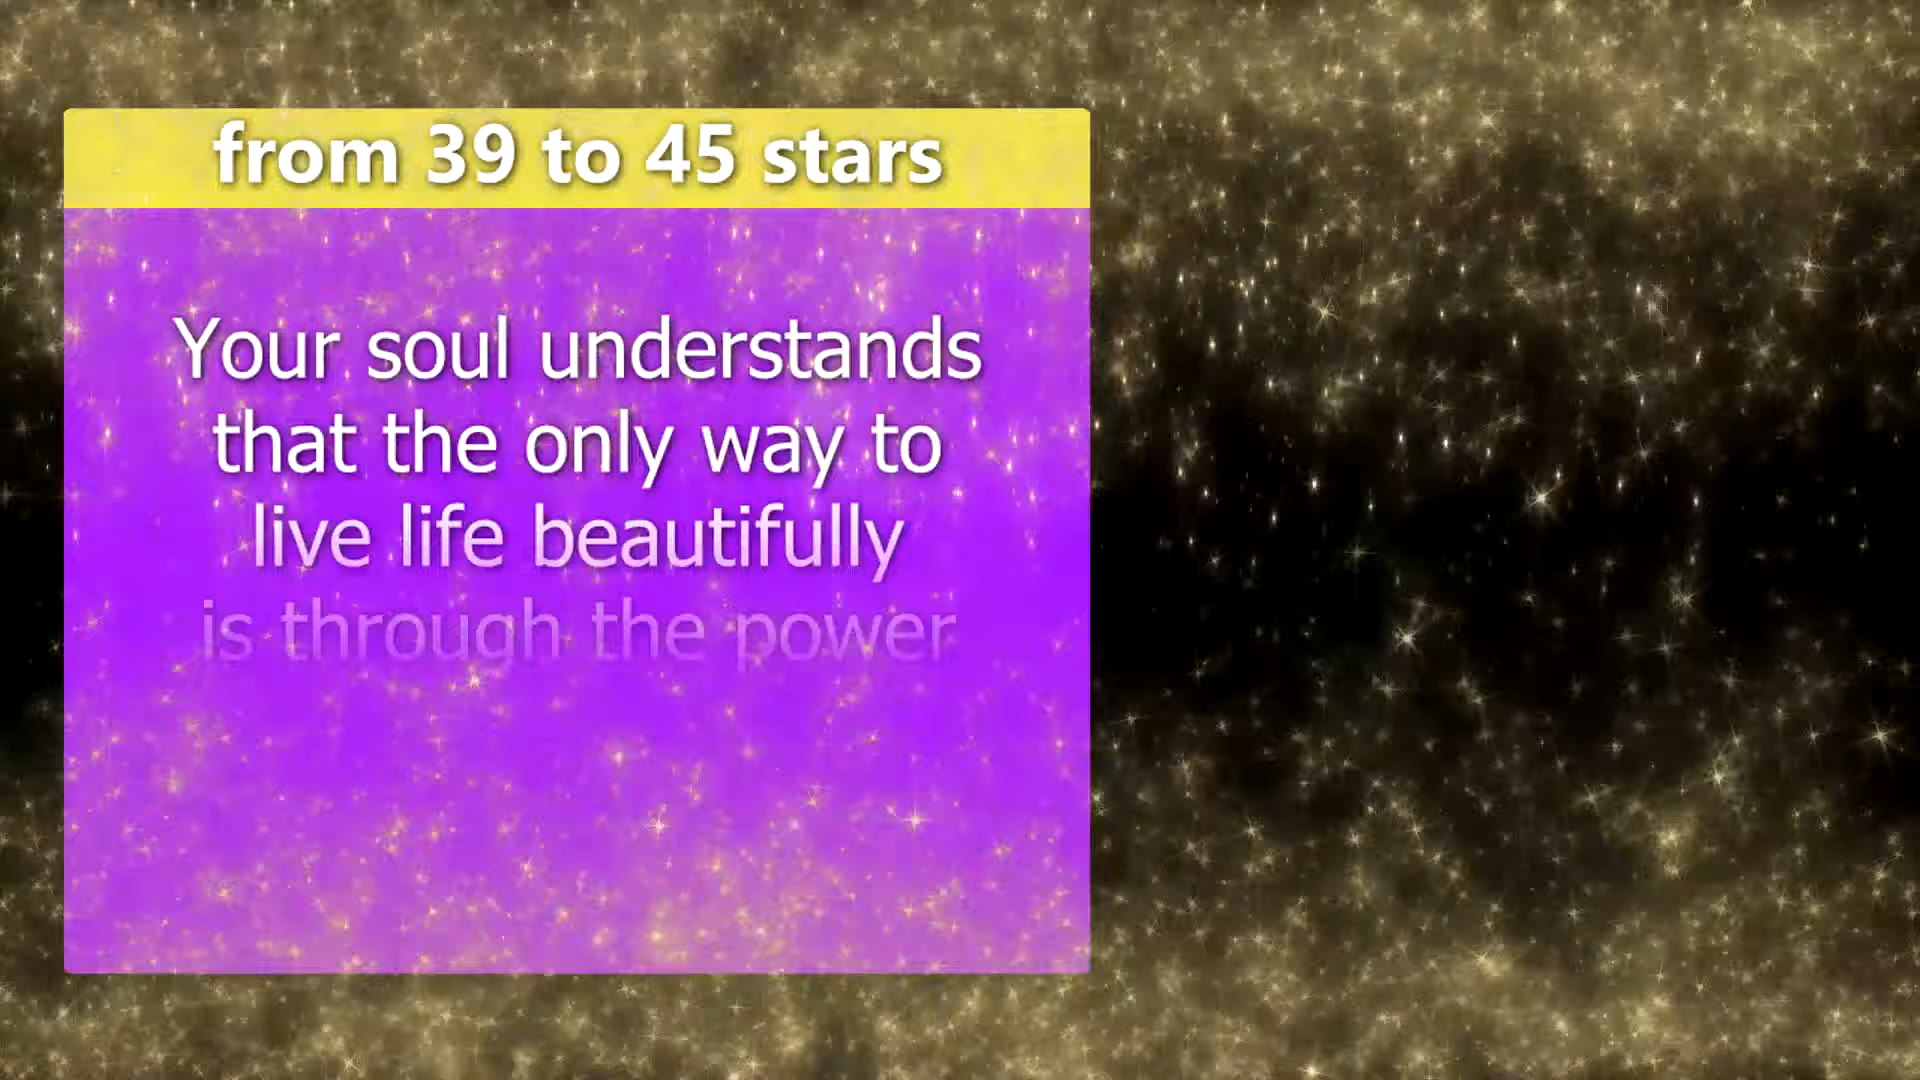 from 39 to 45 stars
Your soul understands
that the only way to
live life beautifully
is through the power